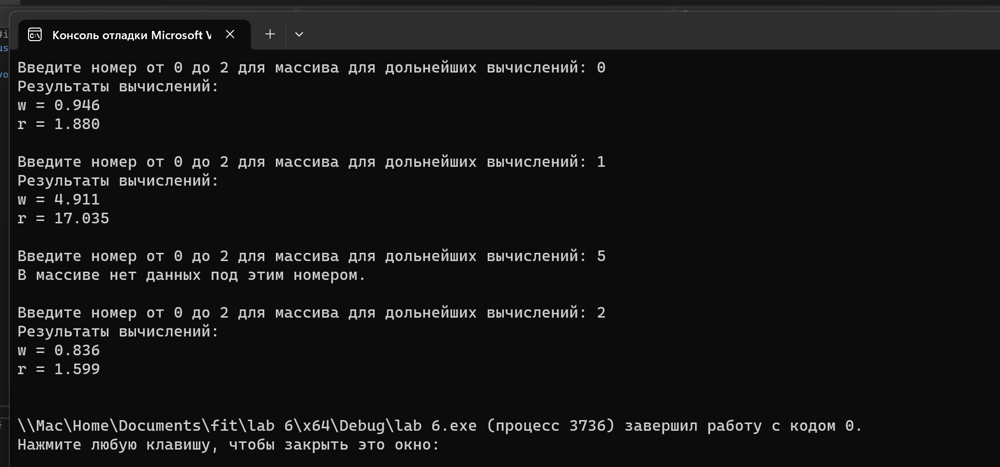 Консоль отладки Microsoft V
Введите номер от 0 до 2 для массива для дольнейших вычислений: 0
Результаты вычислений:
w = 0.946
r = 1.880
Введите номер от 0 до 2 для массива для дольнейших вычислений: 1
Результаты вычислений:
w = 4.911
r = 17.035
Введите номер от 0 до 2 для массива для дольнейших вычислений: 5
В массиве нет данных под этим номером.
Введите номер от 0 до 2 для массива для дольнейших вычислений: 2
Результаты вычислений:
w = 0.836
r = 1.599
\\Mac\Home\Documents\fit\lab 6\x64\Debug\lab 6.exe (процесс 3736) завершил работу с кодом 0.
Нажмите любую клавишу, чтобы закрыть это окно: